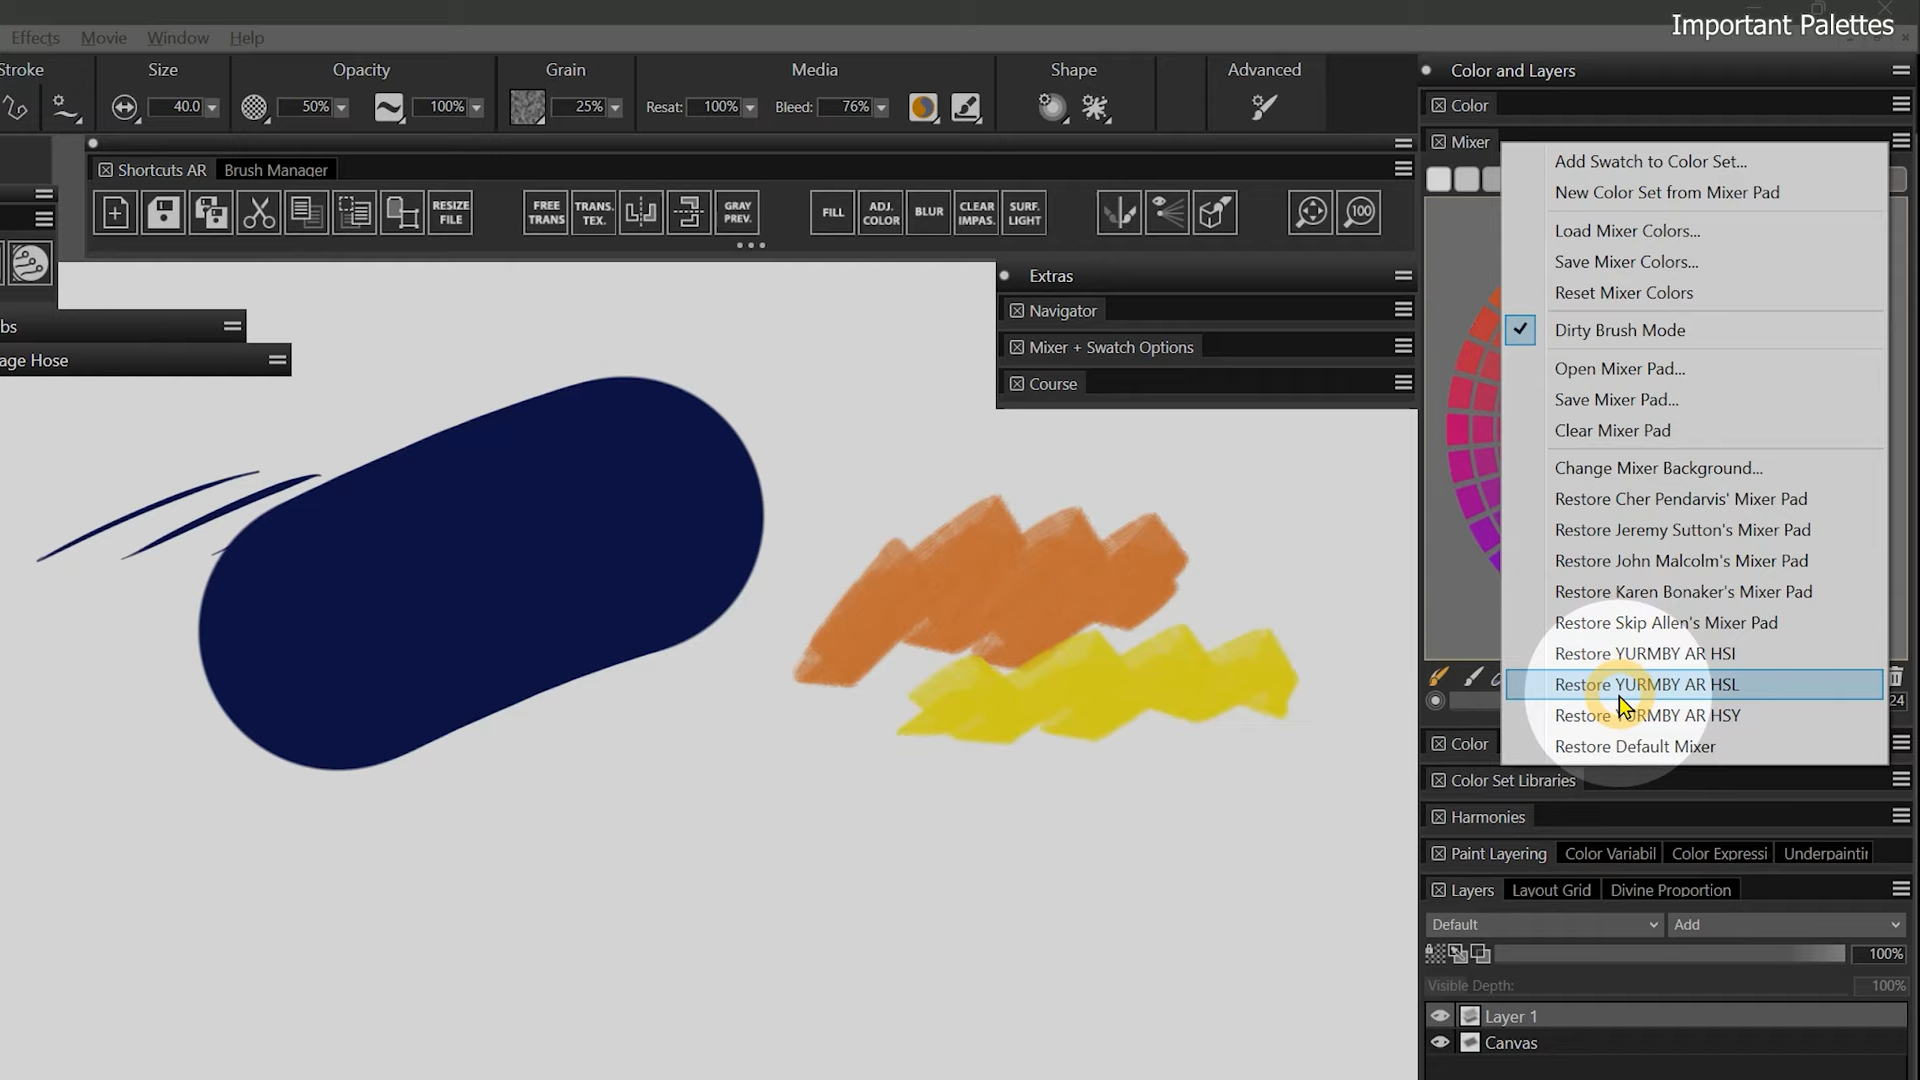 Important Palettes
Effects Movie Window Help
Stroke Size Opacity Grain Media Shape Advanced
40.0 50% 100% 25% Resat: 100% Bleed: 76%
Shortcuts AR Brush Manager
RESIZE FILE
FREE TRANS
TRANS. TEX.
GRAY PREV.
FILL
ADJ. COLOR
BLUR
CLEAR IMPAS.
SURF. LIGHT
100
bs
age Hose
Extras
Navigator
Mixer + Swatch Options
Course
Color and Layers
Color
Mixer
Add Swatch to Color Set...
New Color Set from Mixer Pad
Load Mixer Colors...
Save Mixer Colors...
Reset Mixer Colors
Dirty Brush Mode
Open Mixer Pad...
Save Mixer Pad...
Clear Mixer Pad
Change Mixer Background...
Restore Cher Pendarvis' Mixer Pad
Restore Jeremy Sutton's Mixer Pad
Restore John Malcolm's Mixer Pad
Restore Karen Bonaker's Mixer Pad
Restore Skip Allen's Mixer Pad
Restore YURMBY AR HSI
Restore YURMBY AR HSL
Restore YURMBY AR HSY
Restore Default Mixer
24
Color
Color Set Libraries
Harmonies
Paint Layering Color Variabil Color Expressi Underpaintin
Layers Layout Grid Divine Proportion
Default Add
100%
Visible Depth: 100%
Layer 1
Canvas